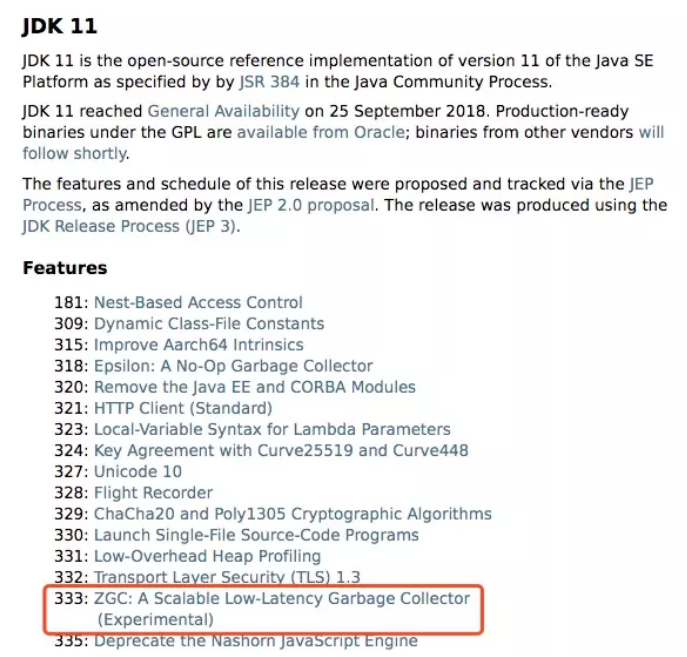 JDK 11
JDK 11 is the open-source reference implementation of version 11 of the Java SE
Platform as specified by by JSR 384 in the Java Community Process.
JDK 11 reached General Availability on 25 September 2018. Production-ready
binaries under the GPL are available from Oracle; binaries from other vendors will
follow shortly.
The features and schedule of this release were proposed and tracked via the JEP
Process, as amended by the JEP 2.0 proposal. The release was produced using the
JDK Release Process (JEP 3).
Features
181: Nest-Based Access Control
309: Dynamic Class-File Constants
315: Improve Aarch64 Intrinsics
318: Epsilon: A No-Op Garbage Collector
320: Remove the Java EE and CORBA Modules
321: HTTP Client (Standard)
323: Local-Variable Syntax for Lambda Parameters
324: Key Agreement with Curve25519 and Curve448
327: Unicode 10
328: Flight Recorder
329: ChaCha20 and Poly1305 Cryptographic Algorithms
330: Launch Single-File Source-Code Programs
331: Low-Overhead Heap Profiling
332: Transport Layer Security (TLS) 1.3
333: ZGC: A Scalable Low-Latency Garbage Collector
(Experimental)
335: Deprecate the Nashorn JavaScript Engine